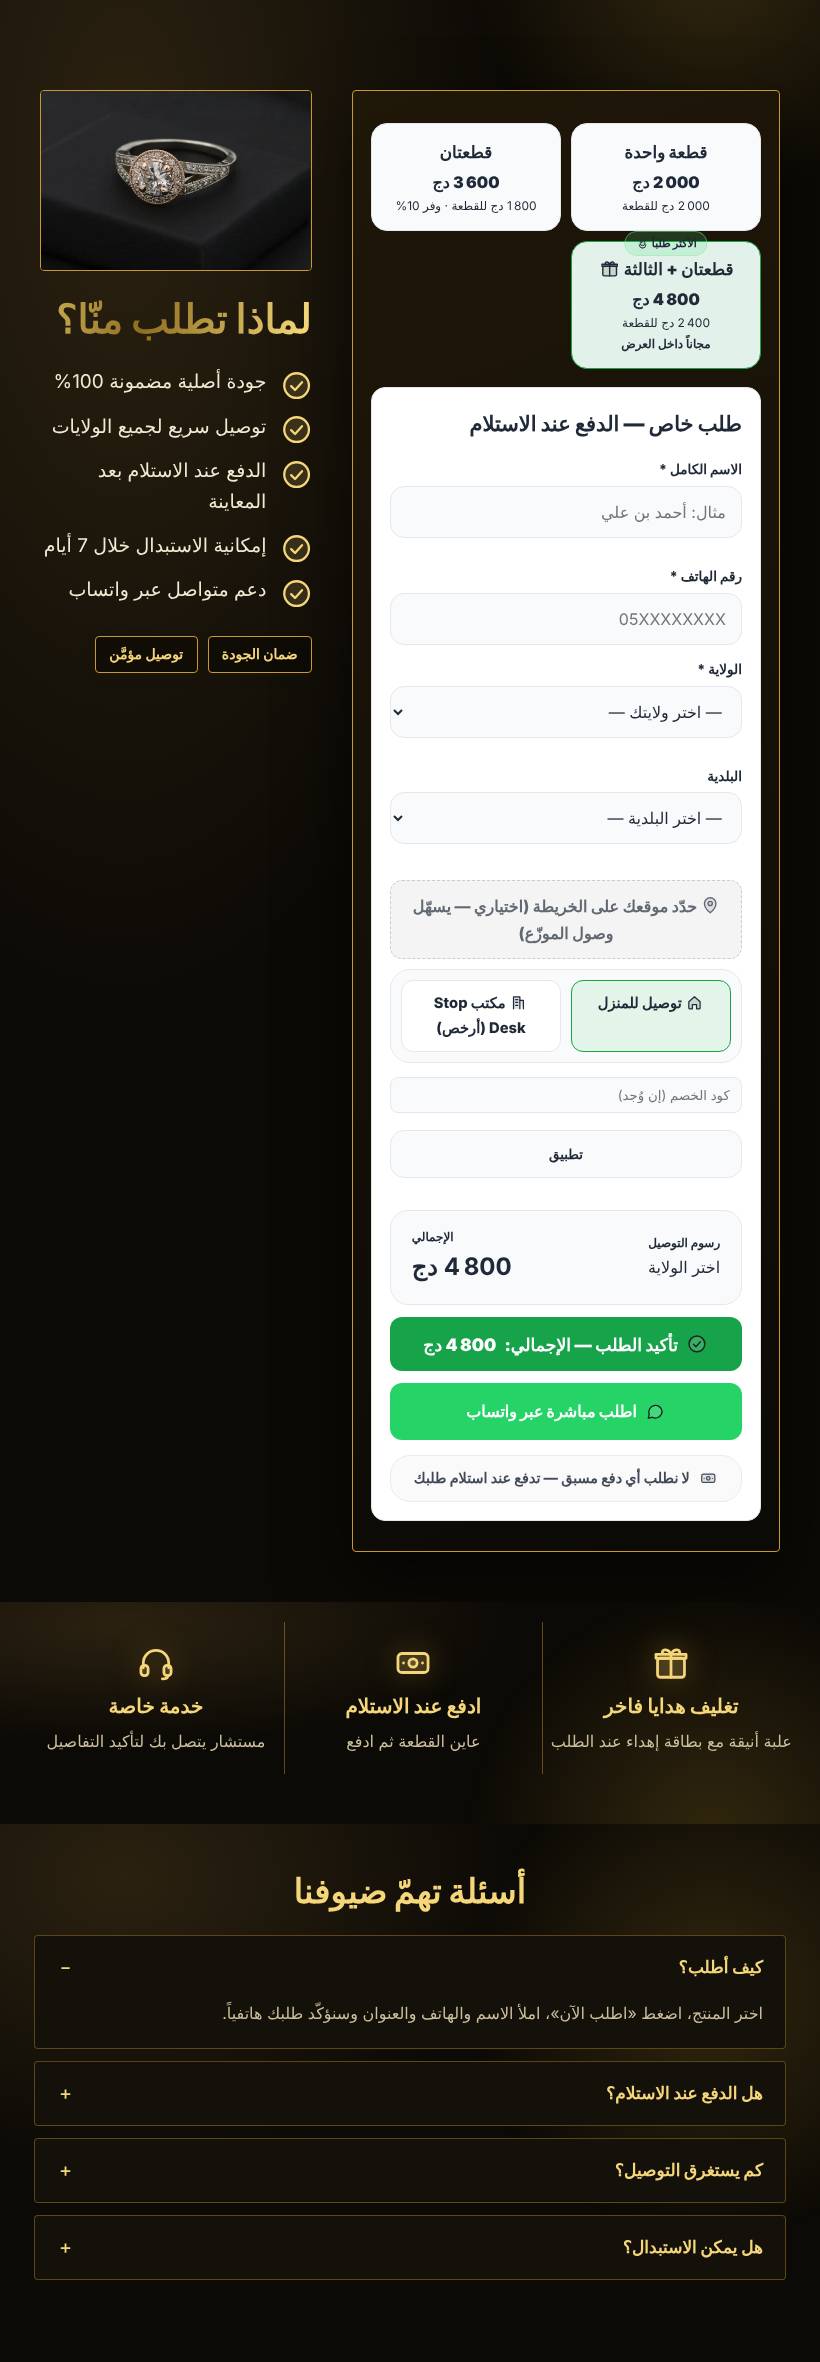 قطعة واحدة
2 000 دج
2 000 دج للقطعة
قطعتان
3 600 دج
1 800 دج للقطعة · وفر 10%
الأكثر طلباً
قطعتان + الثالثة
4 800 دج
2 400 دج للقطعة
مجاناً داخل العرض
طلب خاص — الدفع عند الاستلام
الاسم الكامل *
مثال: أحمد بن علي
رقم الهاتف *
05XXXXXXXX
الولاية *
— اختر ولايتك —
البلدية
— اختر البلدية —
حدّد موقعك على الخريطة (اختياري — يسهّل
وصول الموزّع)
توصيل للمنزل
مكتب Stop
Desk (أرخص)
كود الخصم (إن وُجد)
تطبيق
رسوم التوصيل
اختر الولاية
الإجمالي
4 800 دج
تأكيد الطلب — الإجمالي: 4 800 دج
اطلب مباشرة عبر واتساب
لا نطلب أي دفع مسبق — تدفع عند استلام طلبك
لماذا تطلب منّا؟
جودة أصلية مضمونة 100%
توصيل سريع لجميع الولايات
الدفع عند الاستلام بعد
المعاينة
إمكانية الاستبدال خلال 7 أيام
دعم متواصل عبر واتساب
ضمان الجودة
توصيل مؤمَّن
تغليف هدايا فاخر
علبة أنيقة مع بطاقة إهداء عند الطلب
ادفع عند الاستلام
عاين القطعة ثم ادفع
خدمة خاصة
مستشار يتصل بك لتأكيد التفاصيل
أسئلة تهمّ ضيوفنا
كيف أطلب؟ −
اختر المنتج، اضغط «اطلب الآن»، املأ الاسم والهاتف والعنوان وسنؤكّد طلبك هاتفياً.
هل الدفع عند الاستلام؟ +
كم يستغرق التوصيل؟ +
هل يمكن الاستبدال؟ +